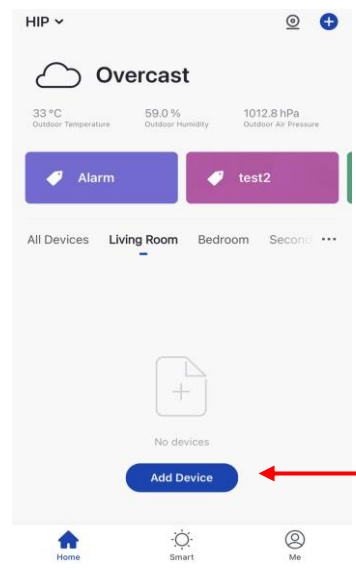 HIP
Overcast
33 °C 59.0 % 1012.8 hPa
Outdoor Temperature Outdoor Humidity Outdoor Air Pressure
Alarm test2
All Devices Living Room Bedroom Second ···
No devices
Add Device
Home Smart Me